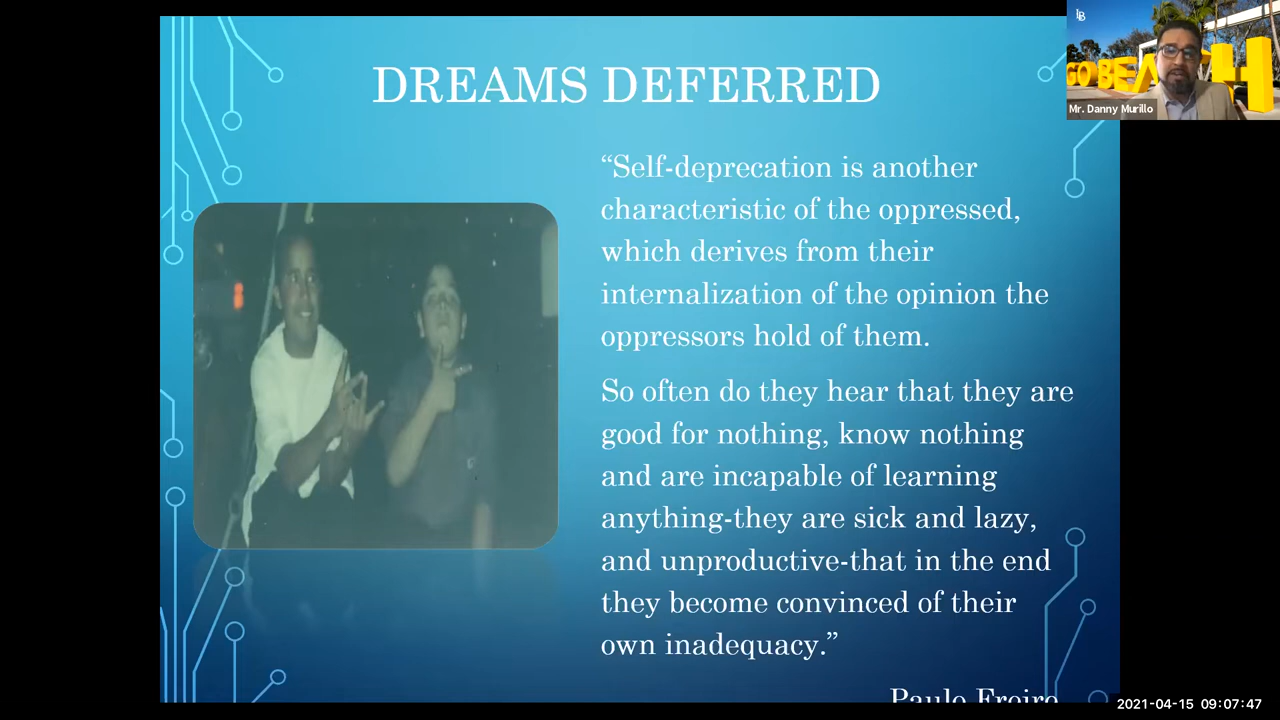 DREAMS DEFERRED
“Self-deprecation is another
characteristic of the oppressed,
which derives from their
internalization of the opinion the
oppressors hold of them.
So often do they hear that they are
good for nothing, know nothing
and are incapable of learning
anything-they are sick and lazy,
and unproductive-that in the end
they become convinced of their
own inadequacy.”
Paulo Freire
LB
GO BEACH
Mr. Danny Murillo
2021-04-15 09:07:47